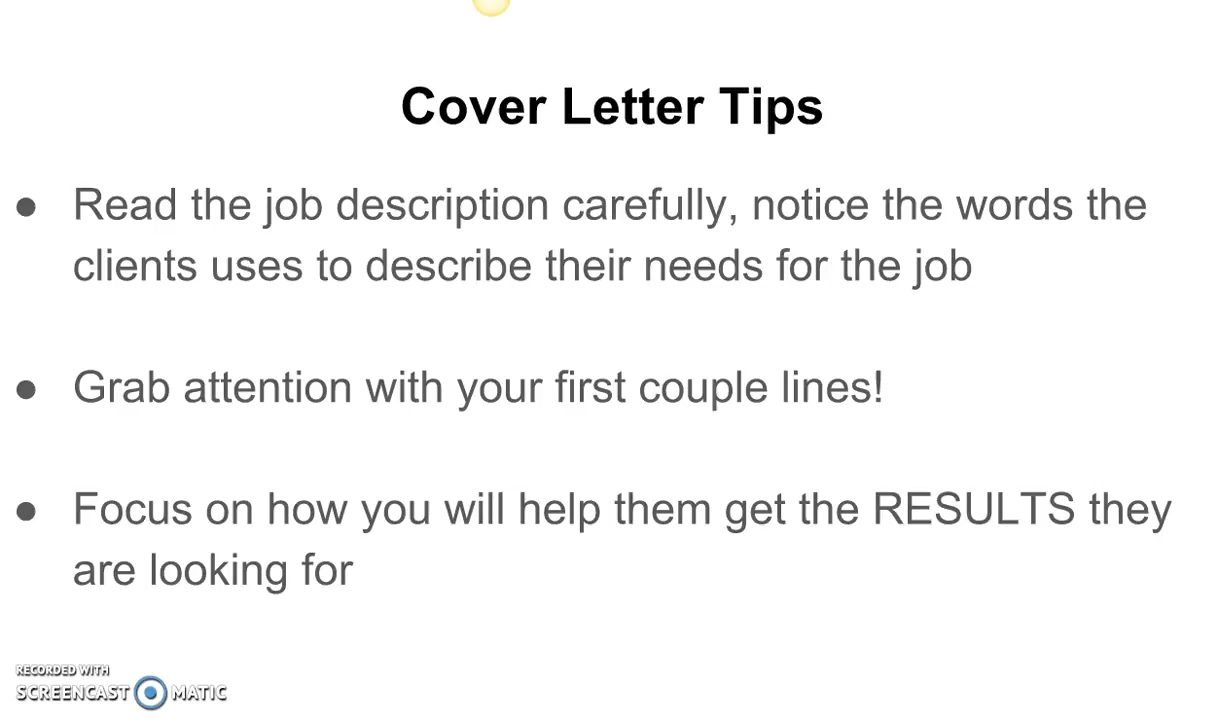 Cover Letter Tips
● Read the job description carefully, notice the words the
clients uses to describe their needs for the job
● Grab attention with your first couple lines!
● Focus on how you will help them get the RESULTS they
are looking for
RECORDED WITH
SCREENCAST MATIC